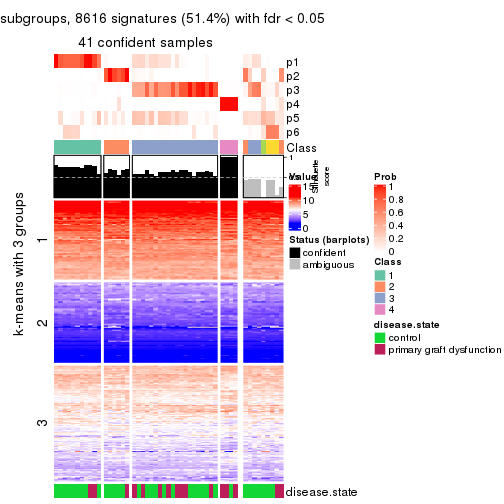 subgroups, 8616 signatures (51.4%) with fdr < 0.05
41 confident samples
p1
p2
p3
p4
p5
p6
Class
1
Silhouette
score
Value
15
10
5
0
Status (barplots)
confident
ambiguous
Prob
1
0.8
0.6
0.4
0.2
0
Class
1
2
3
4
disease.state
control
primary graft dysfunction
k-means with 3 groups
1
2
3
disease.state